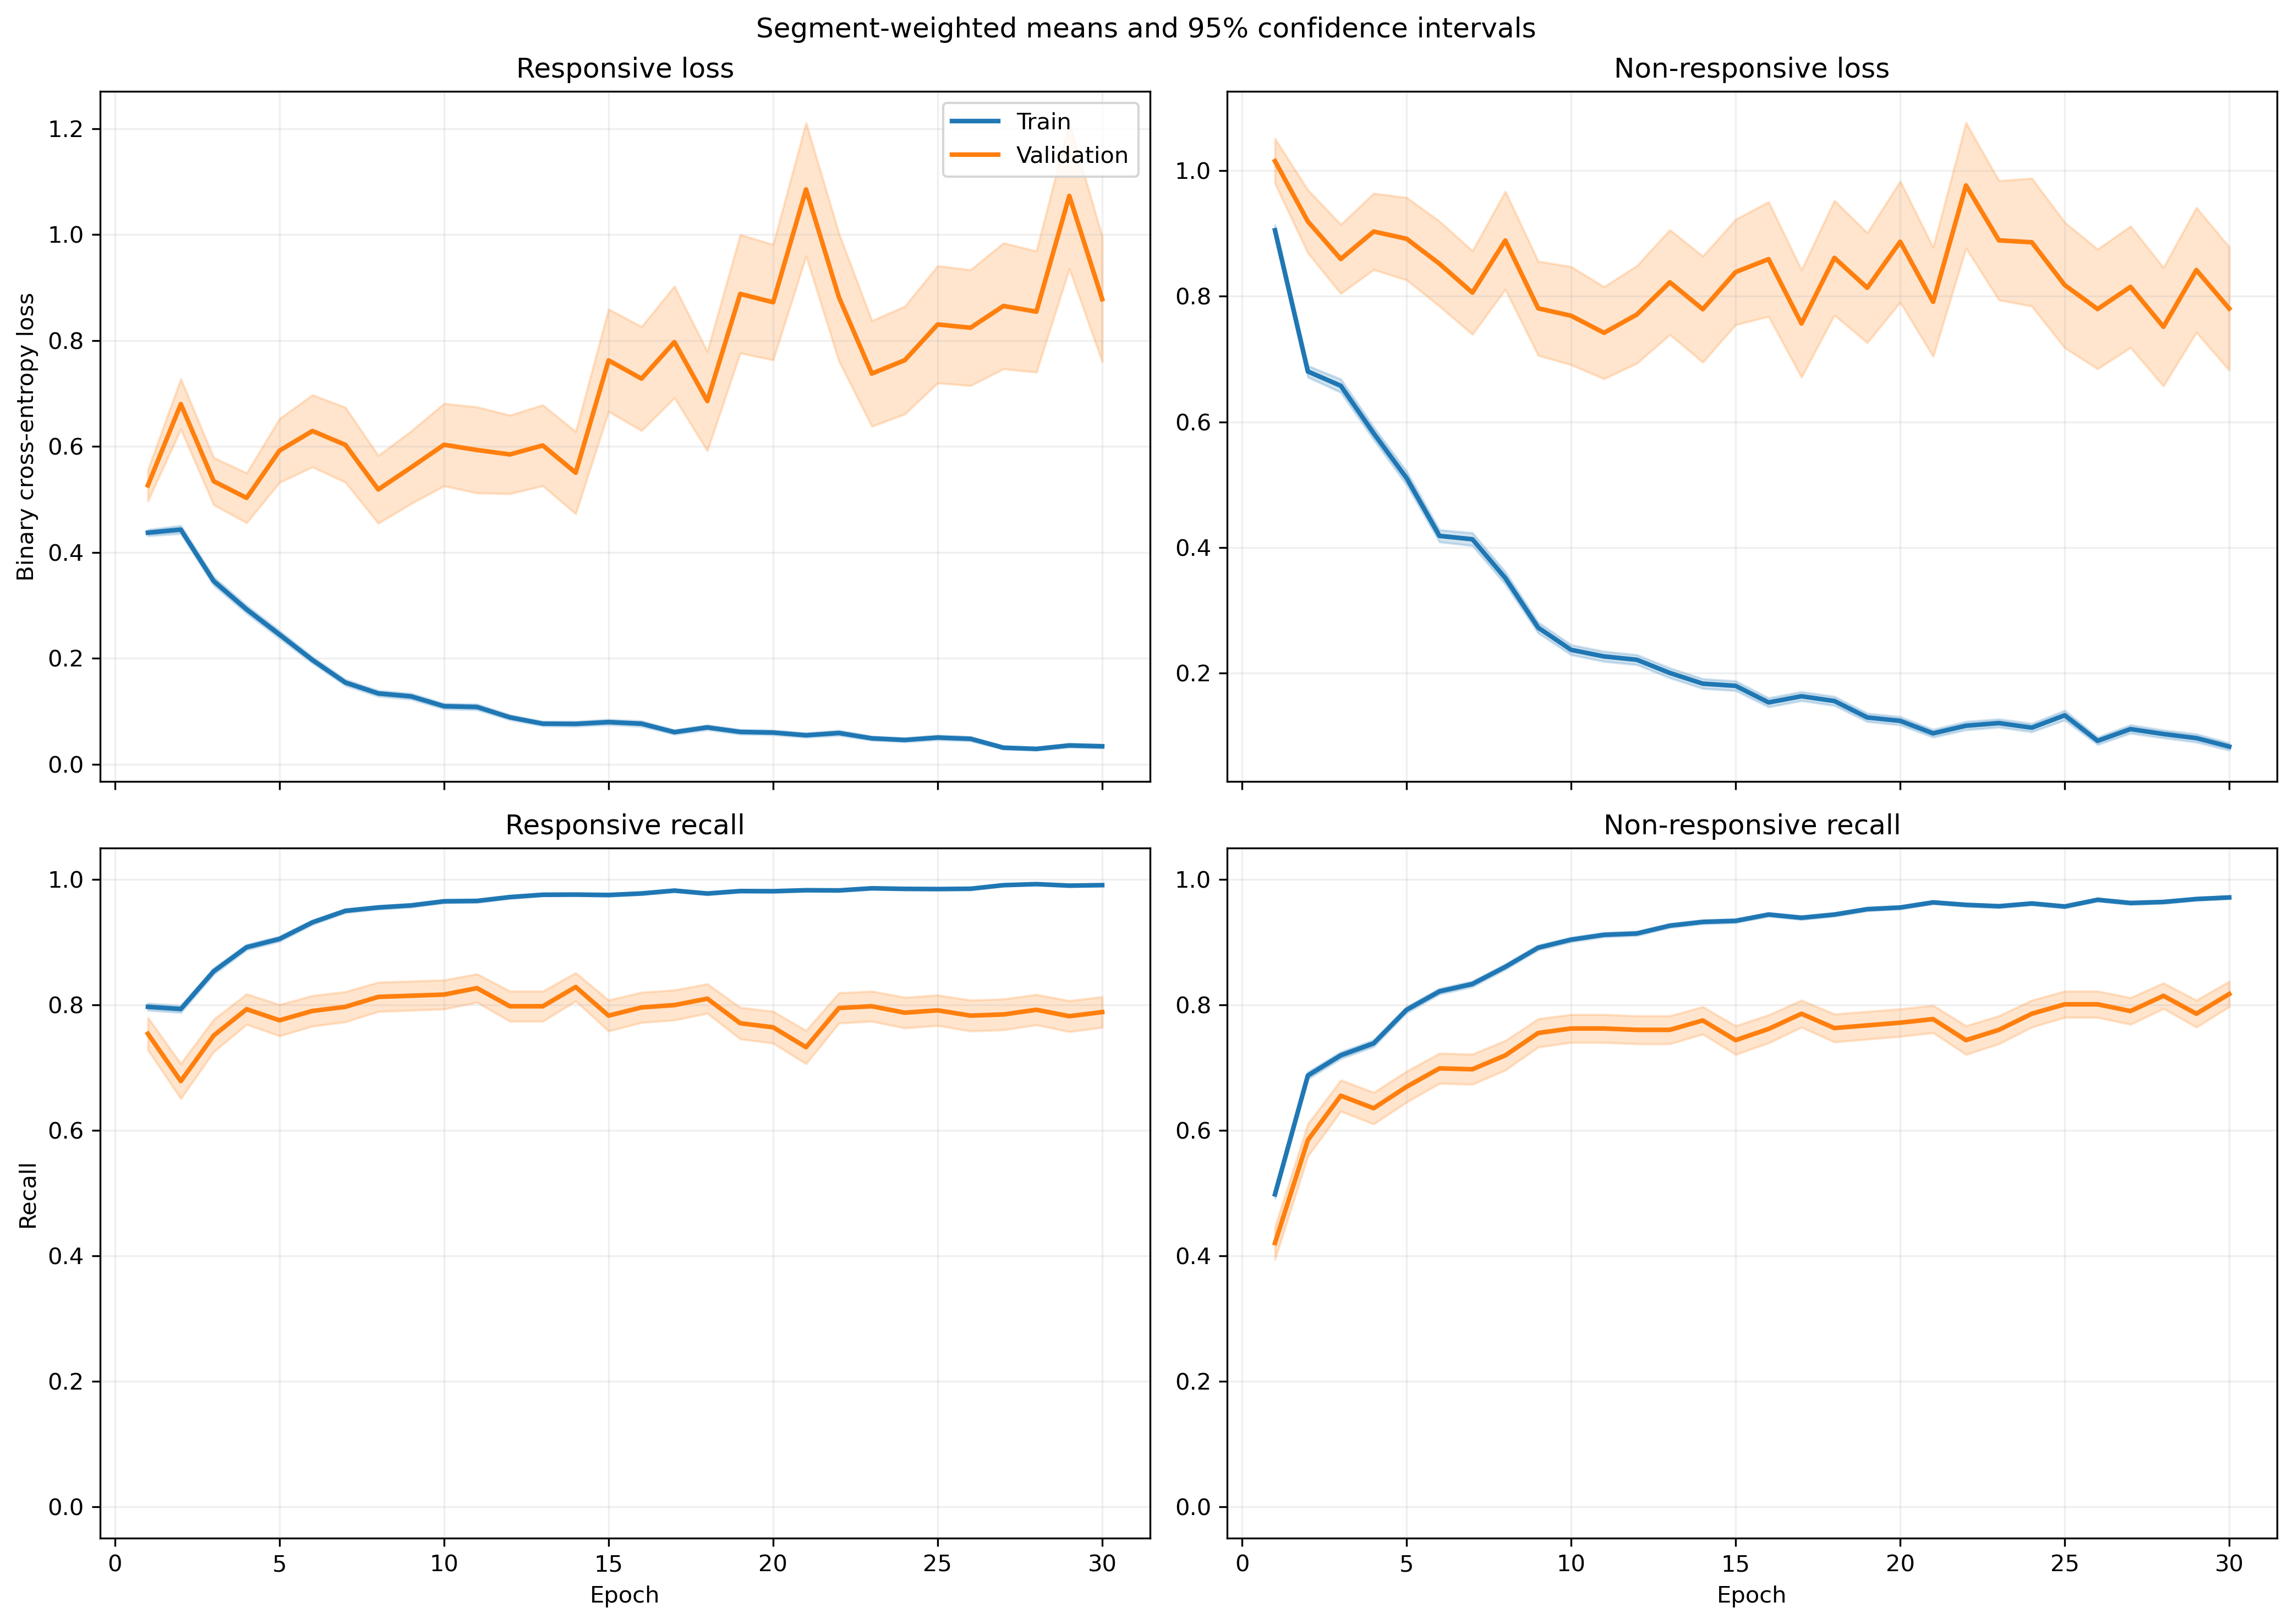 Segment-weighted means and 95% confidence intervals
Responsive loss
Non-responsive loss
Train
Validation
Binary cross-entropy loss
1.2
1.0
0.8
0.6
0.4
0.2
0.0
1.0
0.8
0.6
0.4
0.2
Responsive recall
Non-responsive recall
Recall
1.0
0.8
0.6
0.4
0.2
0.0
0 5 10 15 20 25 30
Epoch
1.0
0.8
0.6
0.4
0.2
0.0
0 5 10 15 20 25 30
Epoch